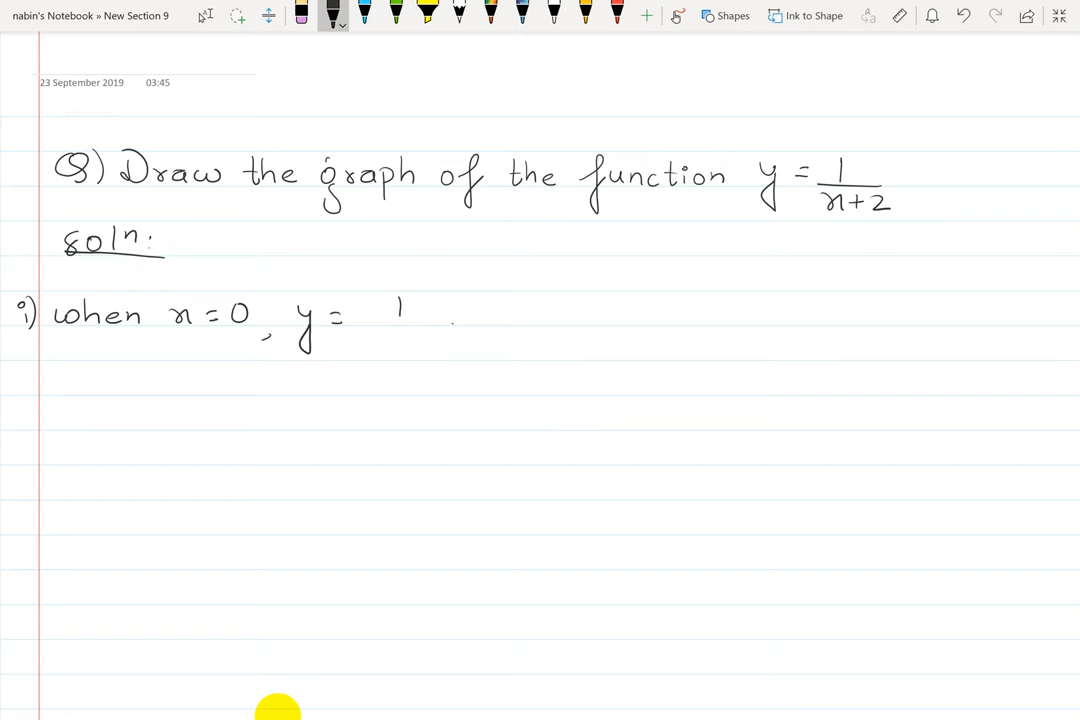 nabin's Notebook » New Section 9
Shapes
Ink to Shape
23 September 2019 03:45
Q) Draw the graph of the function y = 1/(x+2)
soln:
i) when x = 0, y = 1